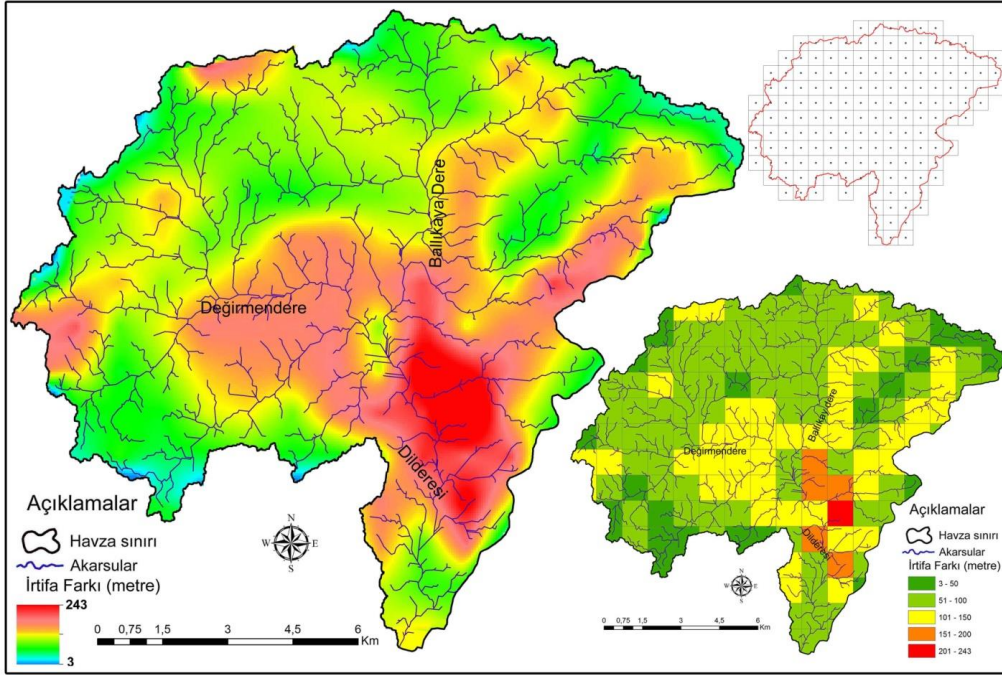 Ballıkaya Dere
Değirmendere
Dilderesi
Açıklamalar
Havza sınırı
Akarsular
İrtifa Farkı (metre)
243
3
N
W E
S
0 0,75 1,5 3 4,5 6
Km
Ballıkayadere
Değirmendere
Dilderesi
Açıklamalar
Havza sınırı
Akarsular
İrtifa Farkı (metre)
3 - 50
51 - 100
101 - 150
151 - 200
201 - 243
N
W E
S
0 0,75 1,5 3 4,5 6
Km